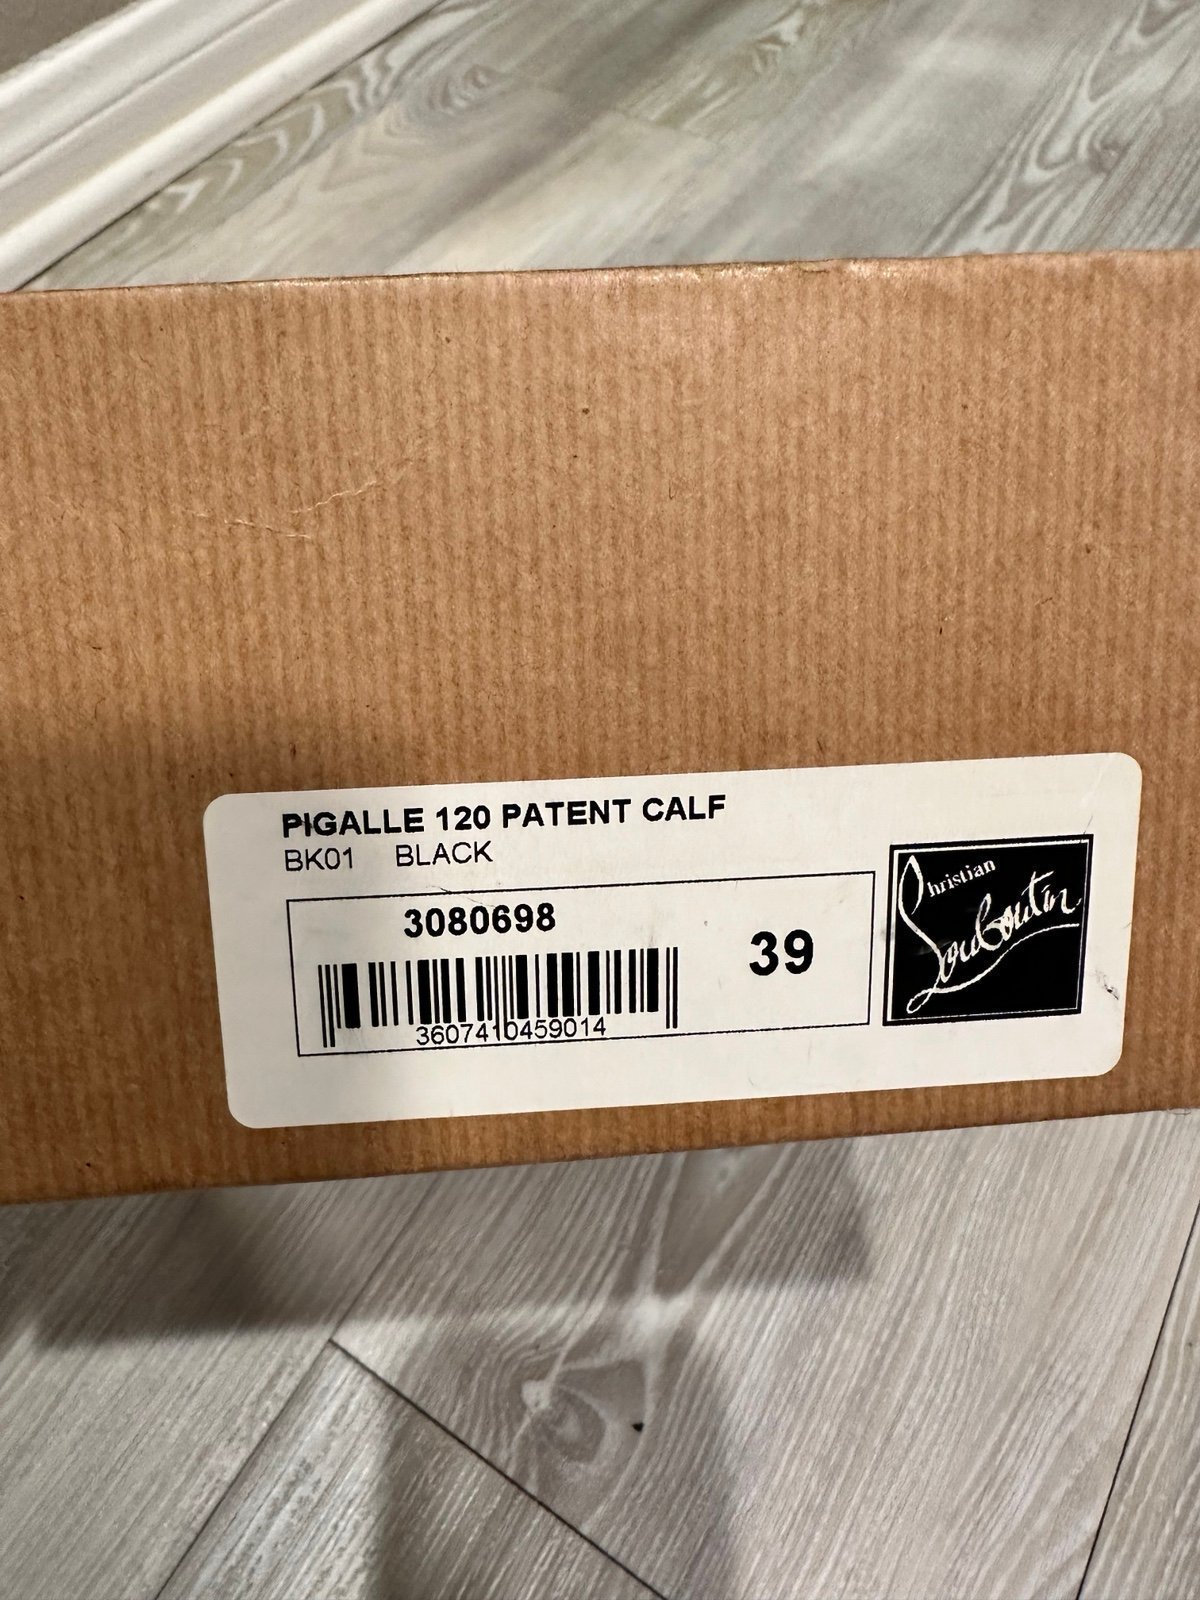 PIGALLE 120 PATENT CALF
BK01 BLACK
3080698
39
3607410459014
Christian
Louboutin